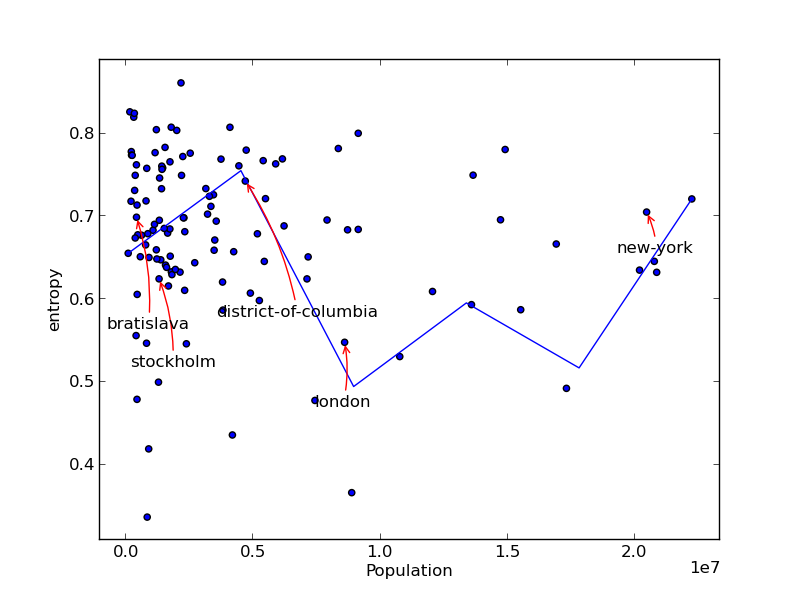 0.8
0.7
0.6
0.5
0.4
entropy
new-york
district-of-columbia
bratislava
stockholm
london
0.0
0.5
1.0
1.5
2.0
1e7
Population